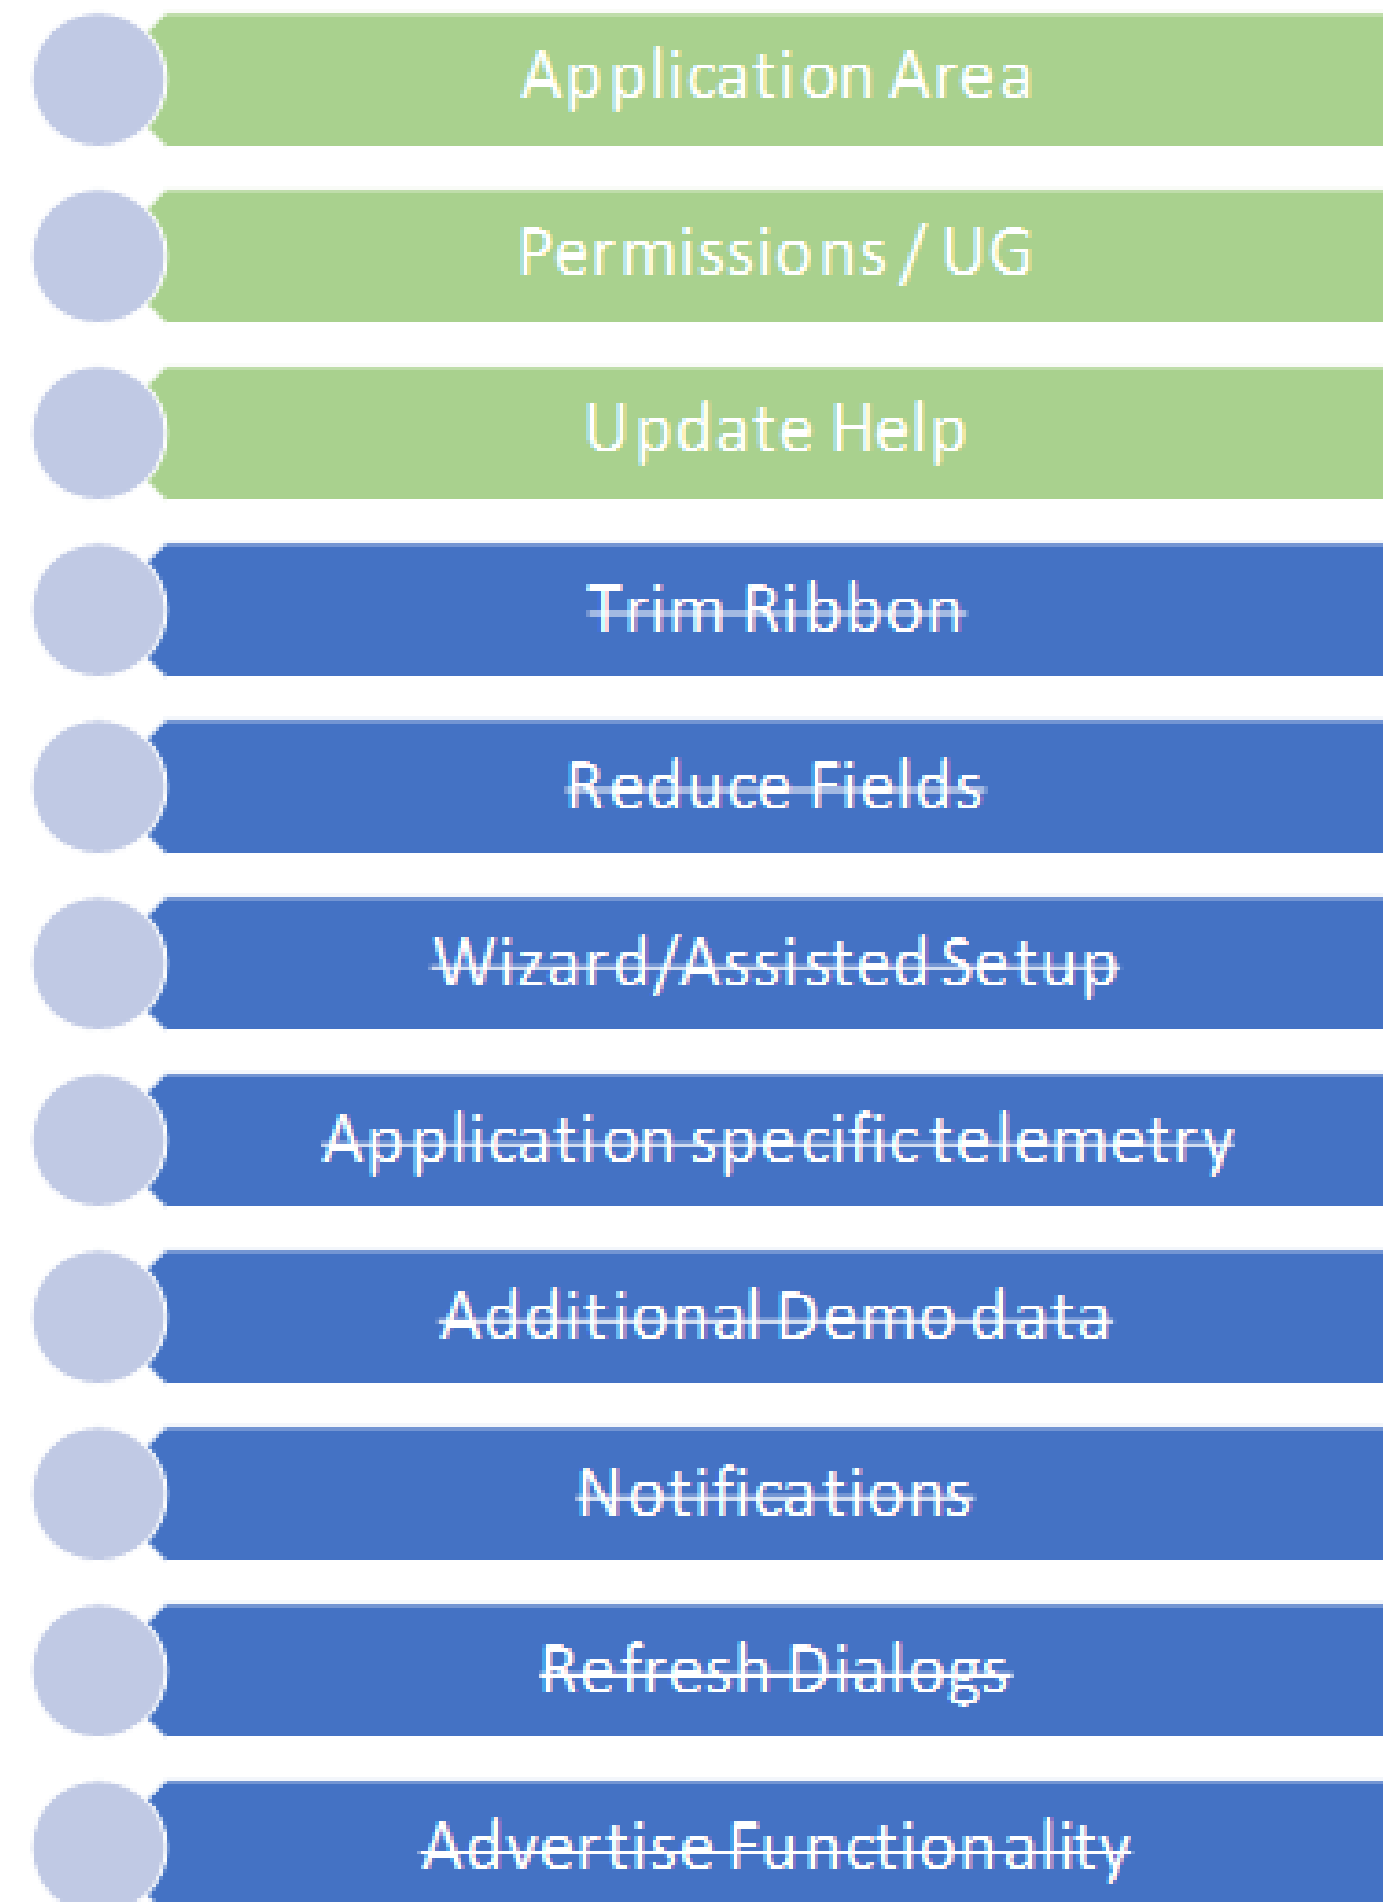 Application Area
Permissions / UG
Update Help
Trim Ribbon
Reduce Fields
Wizard/Assisted Setup
Application specific telemetry
Additional Demo data
Notifications
Refresh Dialogs
Advertise Functionality